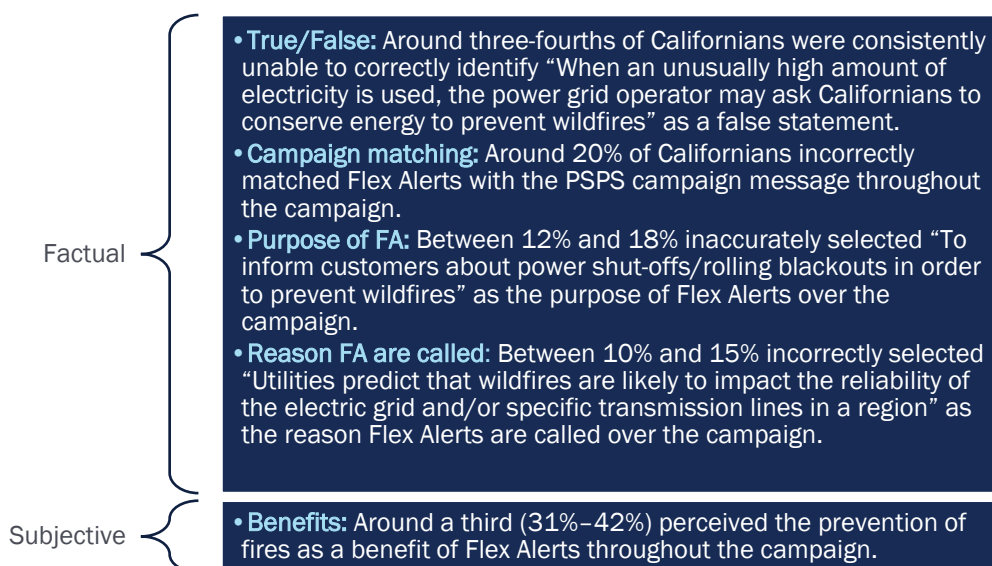 Factual
• True/False: Around three-fourths of Californians were consistently
unable to correctly identify “When an unusually high amount of
electricity is used, the power grid operator may ask Californians to
conserve energy to prevent wildfires” as a false statement.
• Campaign matching: Around 20% of Californians incorrectly
matched Flex Alerts with the PSPS campaign message throughout
the campaign.
• Purpose of FA: Between 12% and 18% inaccurately selected “To
inform customers about power shut-offs/rolling blackouts in order
to prevent wildfires” as the purpose of Flex Alerts over the
campaign.
• Reason FA are called: Between 10% and 15% incorrectly selected
“Utilities predict that wildfires are likely to impact the reliability of
the electric grid and/or specific transmission lines in a region” as
the reason Flex Alerts are called over the campaign.
Subjective
• Benefits: Around a third (31%–42%) perceived the prevention of
fires as a benefit of Flex Alerts throughout the campaign.